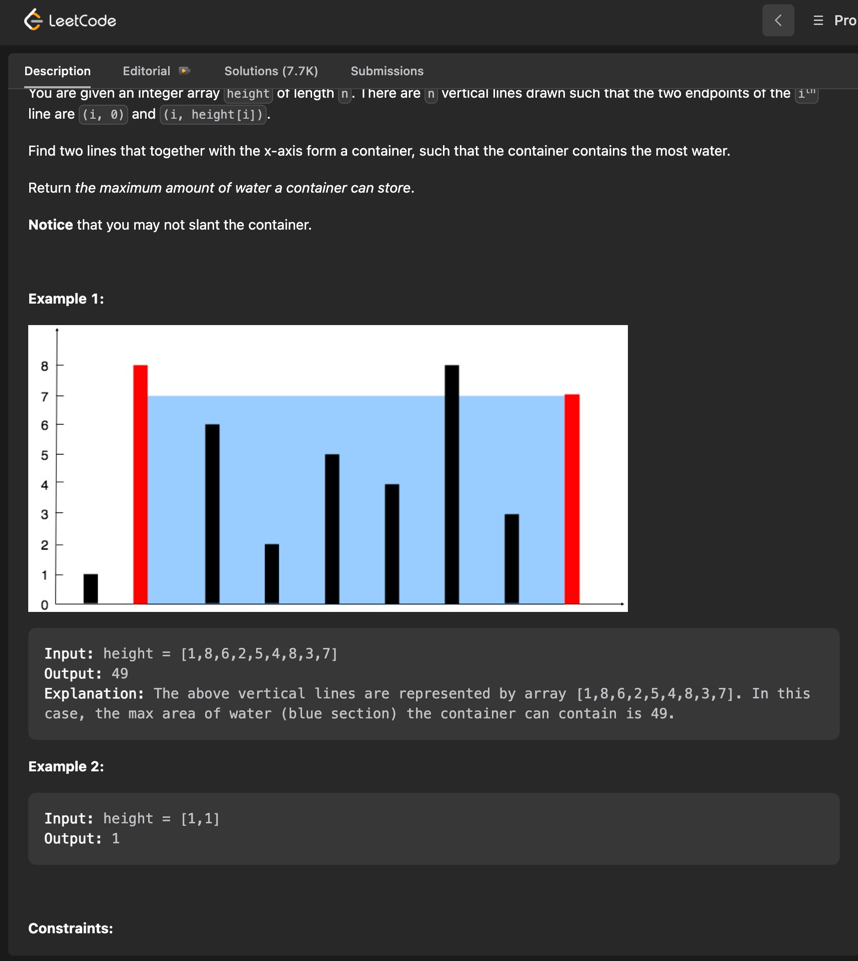 LeetCode
Pro
Description Editorial Solutions (7.7K) Submissions
You are given an integer array height of length n. There are n vertical lines drawn such that the two endpoints of the ith
line are (i, 0) and (i, height[i]).
Find two lines that together with the x-axis form a container, such that the container contains the most water.
Return the maximum amount of water a container can store.
Notice that you may not slant the container.
Example 1:
8
7
6
5
4
3
2
1
0
Input: height = [1,8,6,2,5,4,8,3,7]
Output: 49
Explanation: The above vertical lines are represented by array [1,8,6,2,5,4,8,3,7]. In this
case, the max area of water (blue section) the container can contain is 49.
Example 2:
Input: height = [1,1]
Output: 1
Constraints: